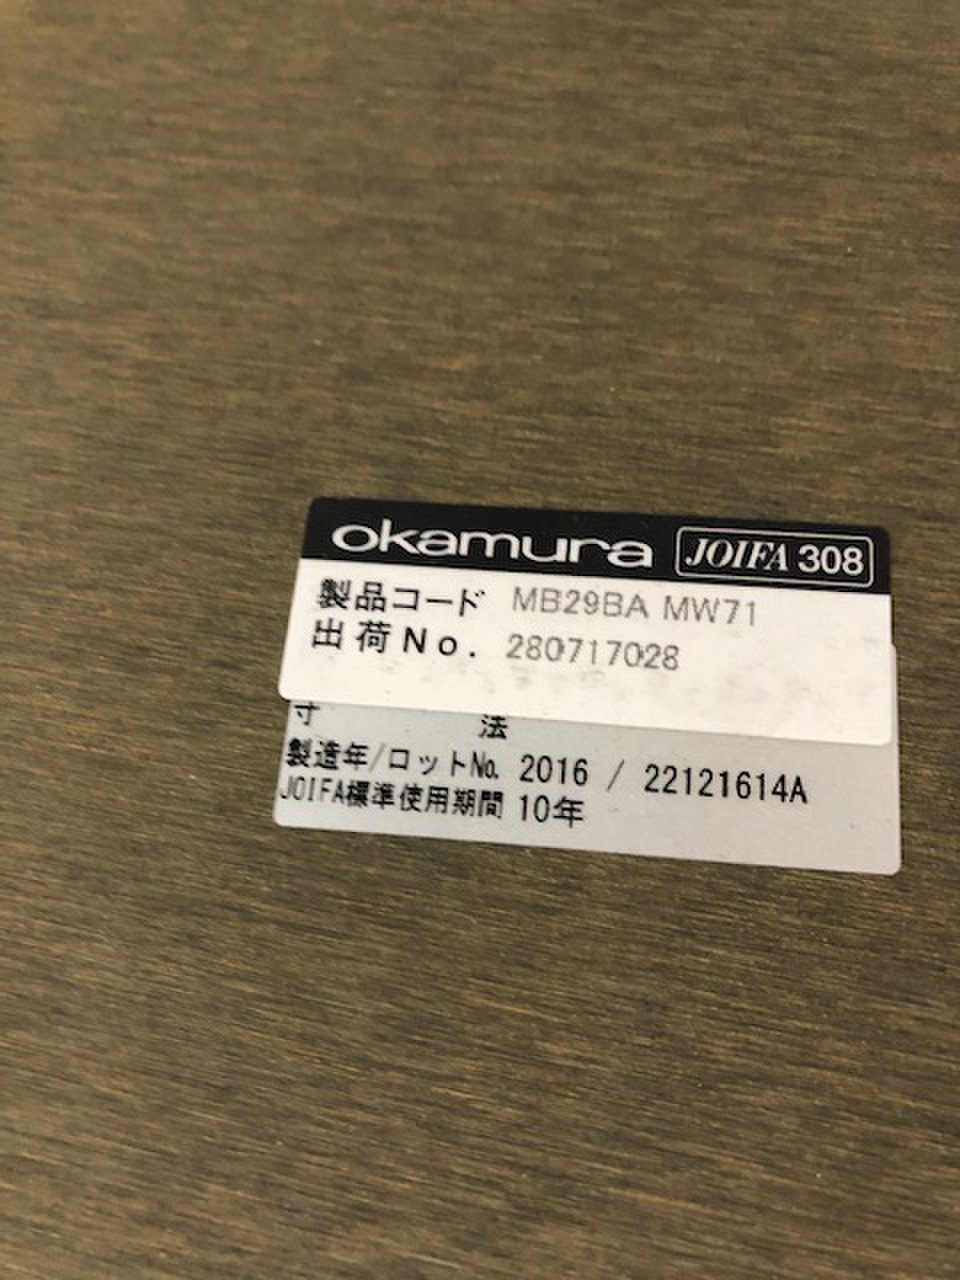 okamura JOIFA 308
製品コード MB29BA MW71
出荷No. 280717028
寸 法
製造年/ロットNo. 2016 / 22121614A
JOIFA標準使用期間 10年